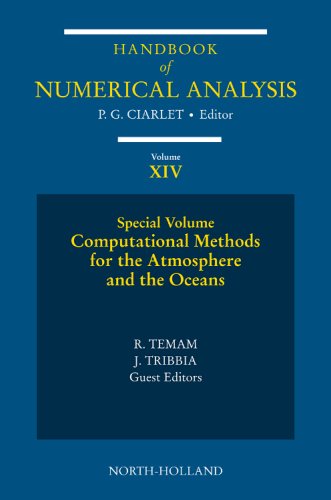 HANDBOOK
of
NUMERICAL ANALYSIS
P. G. CIARLET • Editor
Volume
XIV
Special Volume
Computational Methods
for the Atmosphere
and the Oceans
R. TEMAM
J. TRIBBIA
Guest Editors
NORTH-HOLLAND